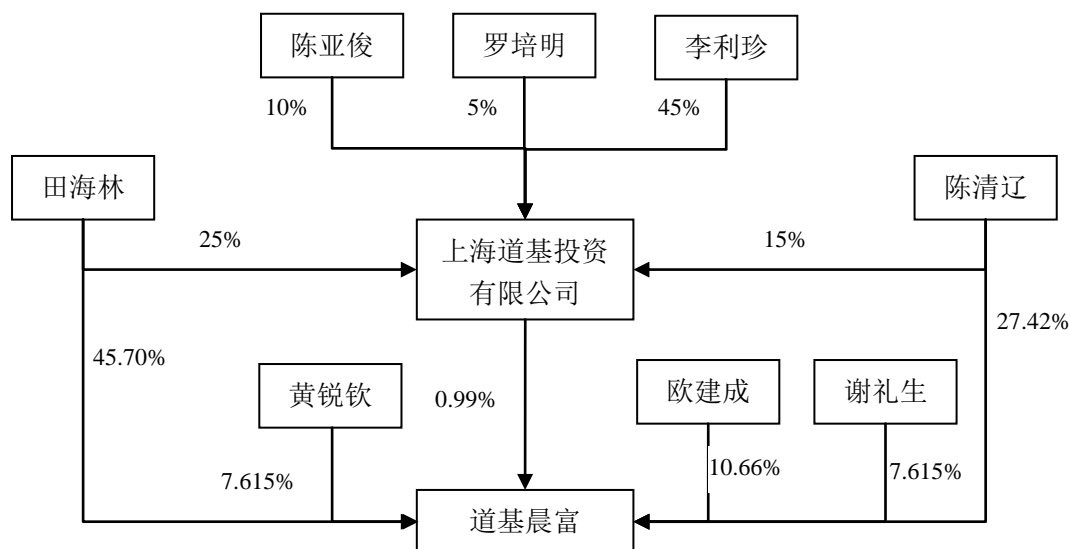 陈亚俊
罗培明
李利珍
10%
5%
45%
田海林
陈清辽
25%
上海道基投资
有限公司
15%
45.70%
27.42%
黄锐钦
0.99%
欧建成
谢礼生
7.615%
10.66%
7.615%
道基晨富